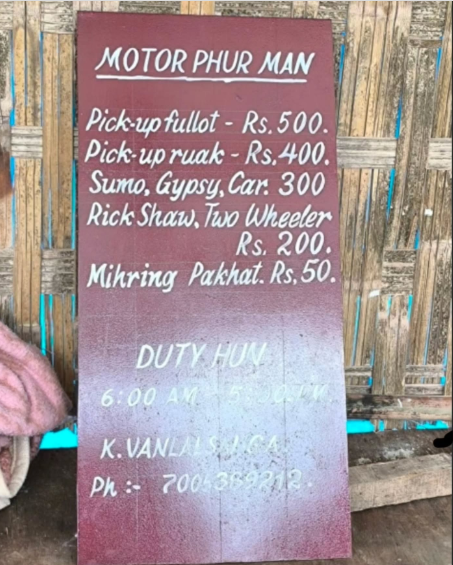 MOTOR PHUR MAN
Pick-up fullot - Rs. 500.
Pick-up ruak - Rs. 400.
Sumo, Gypsy, Car. 300
Rick Shaw, Two Wheeler
Rs. 200.
Mihring Pakhat. Rs. 50.
DUTY HUN
6:00 AM
Ph :-